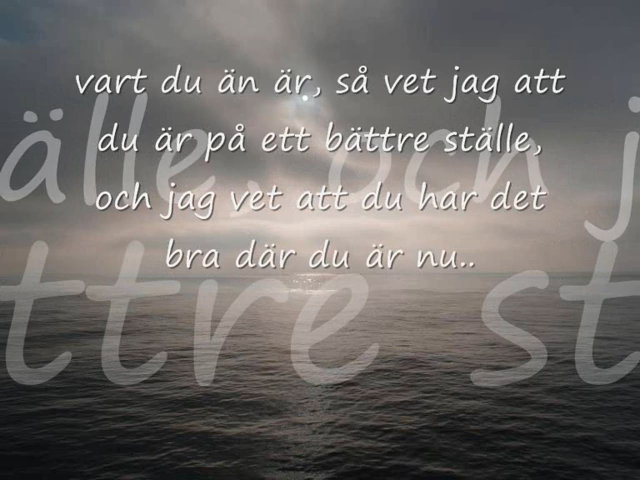 vart du än är, så vet jag att
du är på ett bättre ställe,
och jag vet att du har det
bra där du är nu..
älle, och j
ttre st